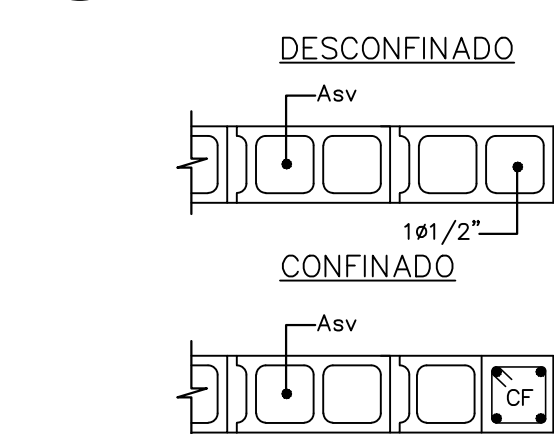 DESCONFINADO
Asv
1ø1/2"
CONFINADO
Asv
CF